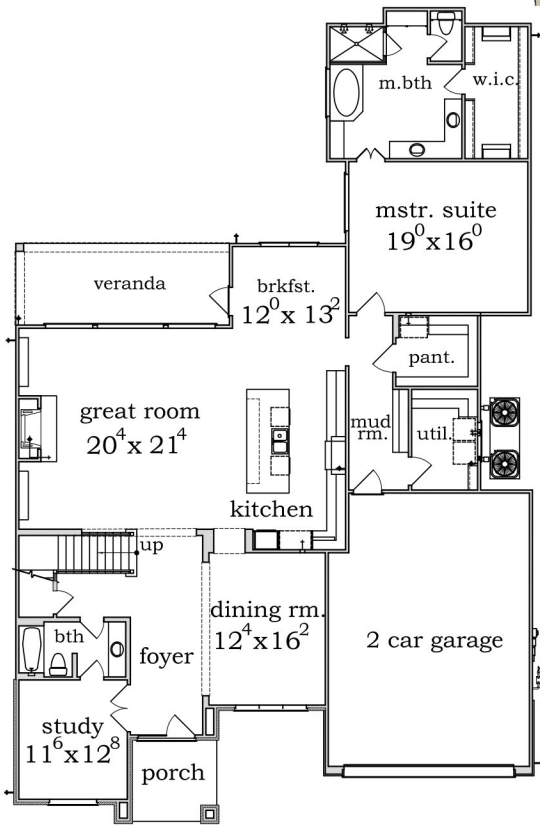 m.bth
w.i.c.
mstr. suite
19⁰x16⁰
veranda
brkfst.
12⁰ x 13²
pant.
great room
20⁴x 21⁴
mud
rm.
util.
kitchen
up
dining rm.
12⁴x16²
bth
foyer
2 car garage
study
11⁶x12⁸
porch